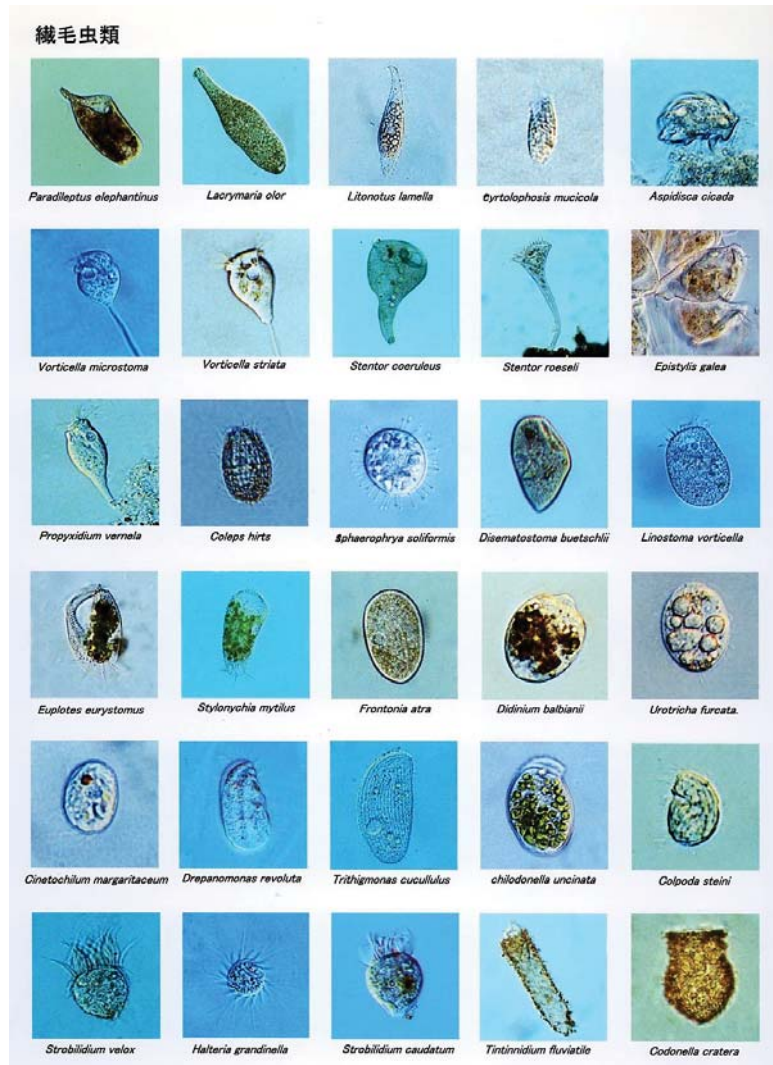 繊毛虫類
Paradileptus elephantinus
Lacrymaria olor
Litonotus lamella
Cyrtolophosis mucicola
Aspidisca cicada
Vorticella microstoma
Vorticella striata
Stentor coeruleus
Stentor roeseli
Epistylis galea
Propyxidium vernela
Coleps hirts
Sphaerophrya soliformis
Disematostoma buetschlii
Linostoma vorticella
Euplotes eurystomus
Stylonychia mytilus
Frontonia atra
Didinium balbianii
Urotricha furcata.
Cinetochilum margaritaceum
Drepanomonas revoluta
Trithigmonas cucullulus
chilodonella uncinata
Colpoda steini
Strobilidium velox
Halteria grandinella
Strobilidium caudatum
Tintinnidium fluviatile
Codonella cratera